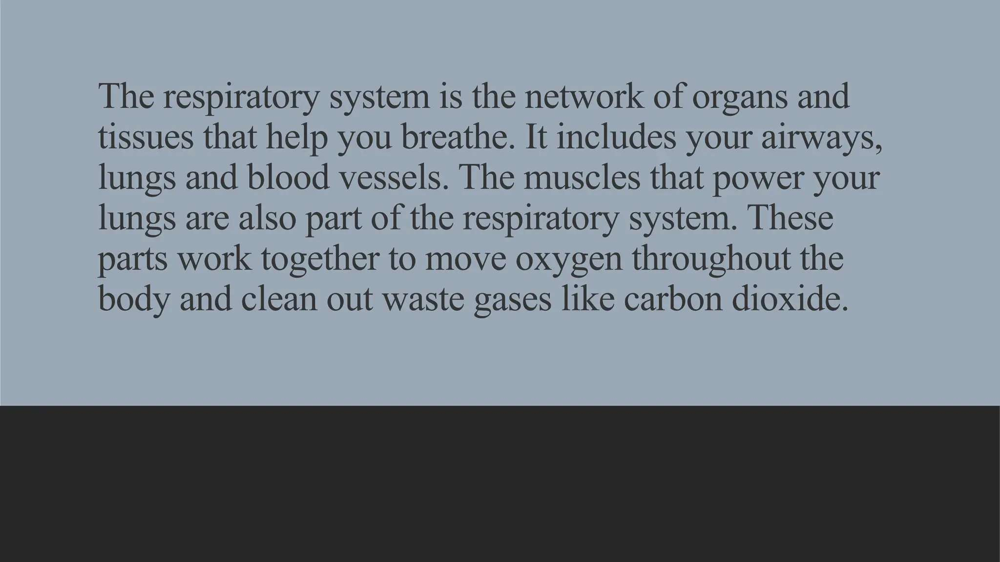 The respiratory system is the network of organs and
tissues that help you breathe. It includes your airways,
lungs and blood vessels. The muscles that power your
lungs are also part of the respiratory system. These
parts work together to move oxygen throughout the
body and clean out waste gases like carbon dioxide.